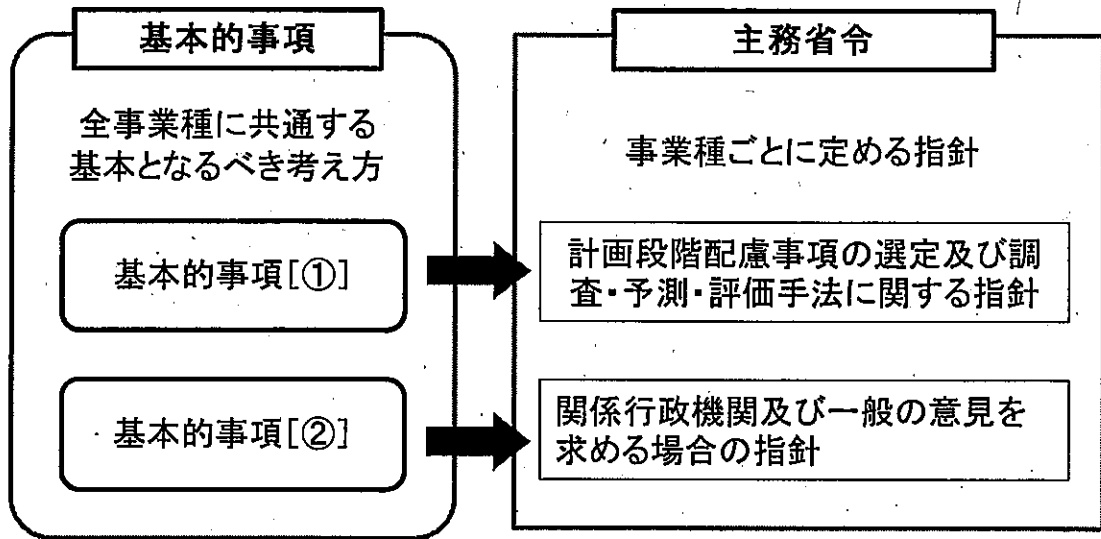 基本的事項
全事業種に共通する
基本となるべき考え方
基本的事項[①]
基本的事項[②]
主務省令
事業種ごとに定める指針
計画段階配慮事項の選定及び調
査・予測・評価手法に関する指針
関係行政機関及び一般の意見を
求める場合の指針